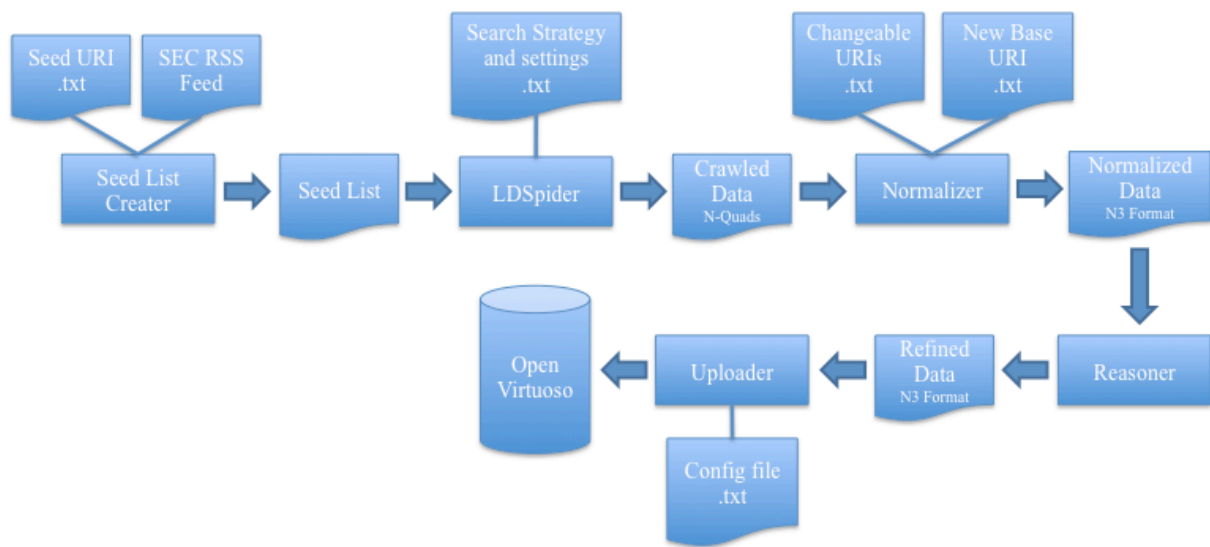 Seed URI
.txt
SEC RSS
Feed
Search Strategy
and settings
.txt
Changeable
URIs
.txt
New Base
URI
.txt
Seed List
Creater
Seed List
LDSpider
Crawled
Data
N-Quads
Normalizer
Normalized
Data
N3 Format
Open
Virtuoso
Uploader
Refined
Data
N3 Format
Reasoner
Config file
.txt